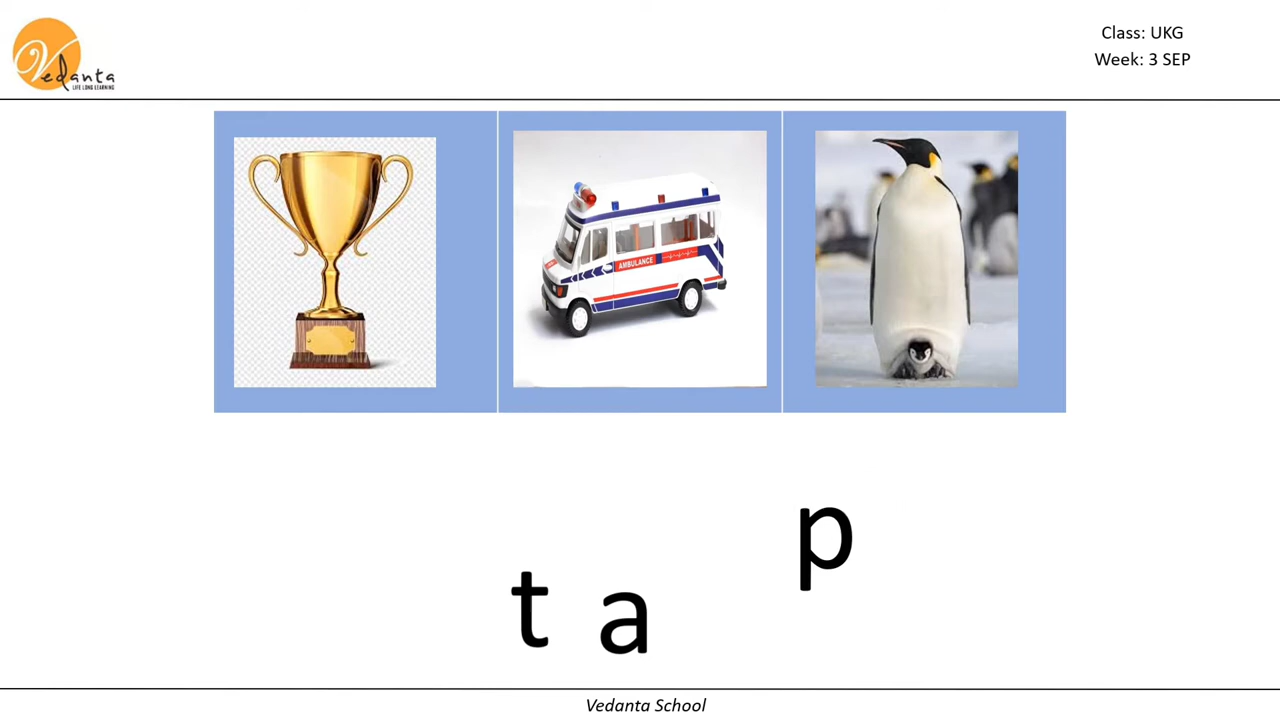 Vedanta
LIFE LONG LEARNING
Class: UKG
Week: 3 SEP
AMBULANCE
p
t a
Vedanta School